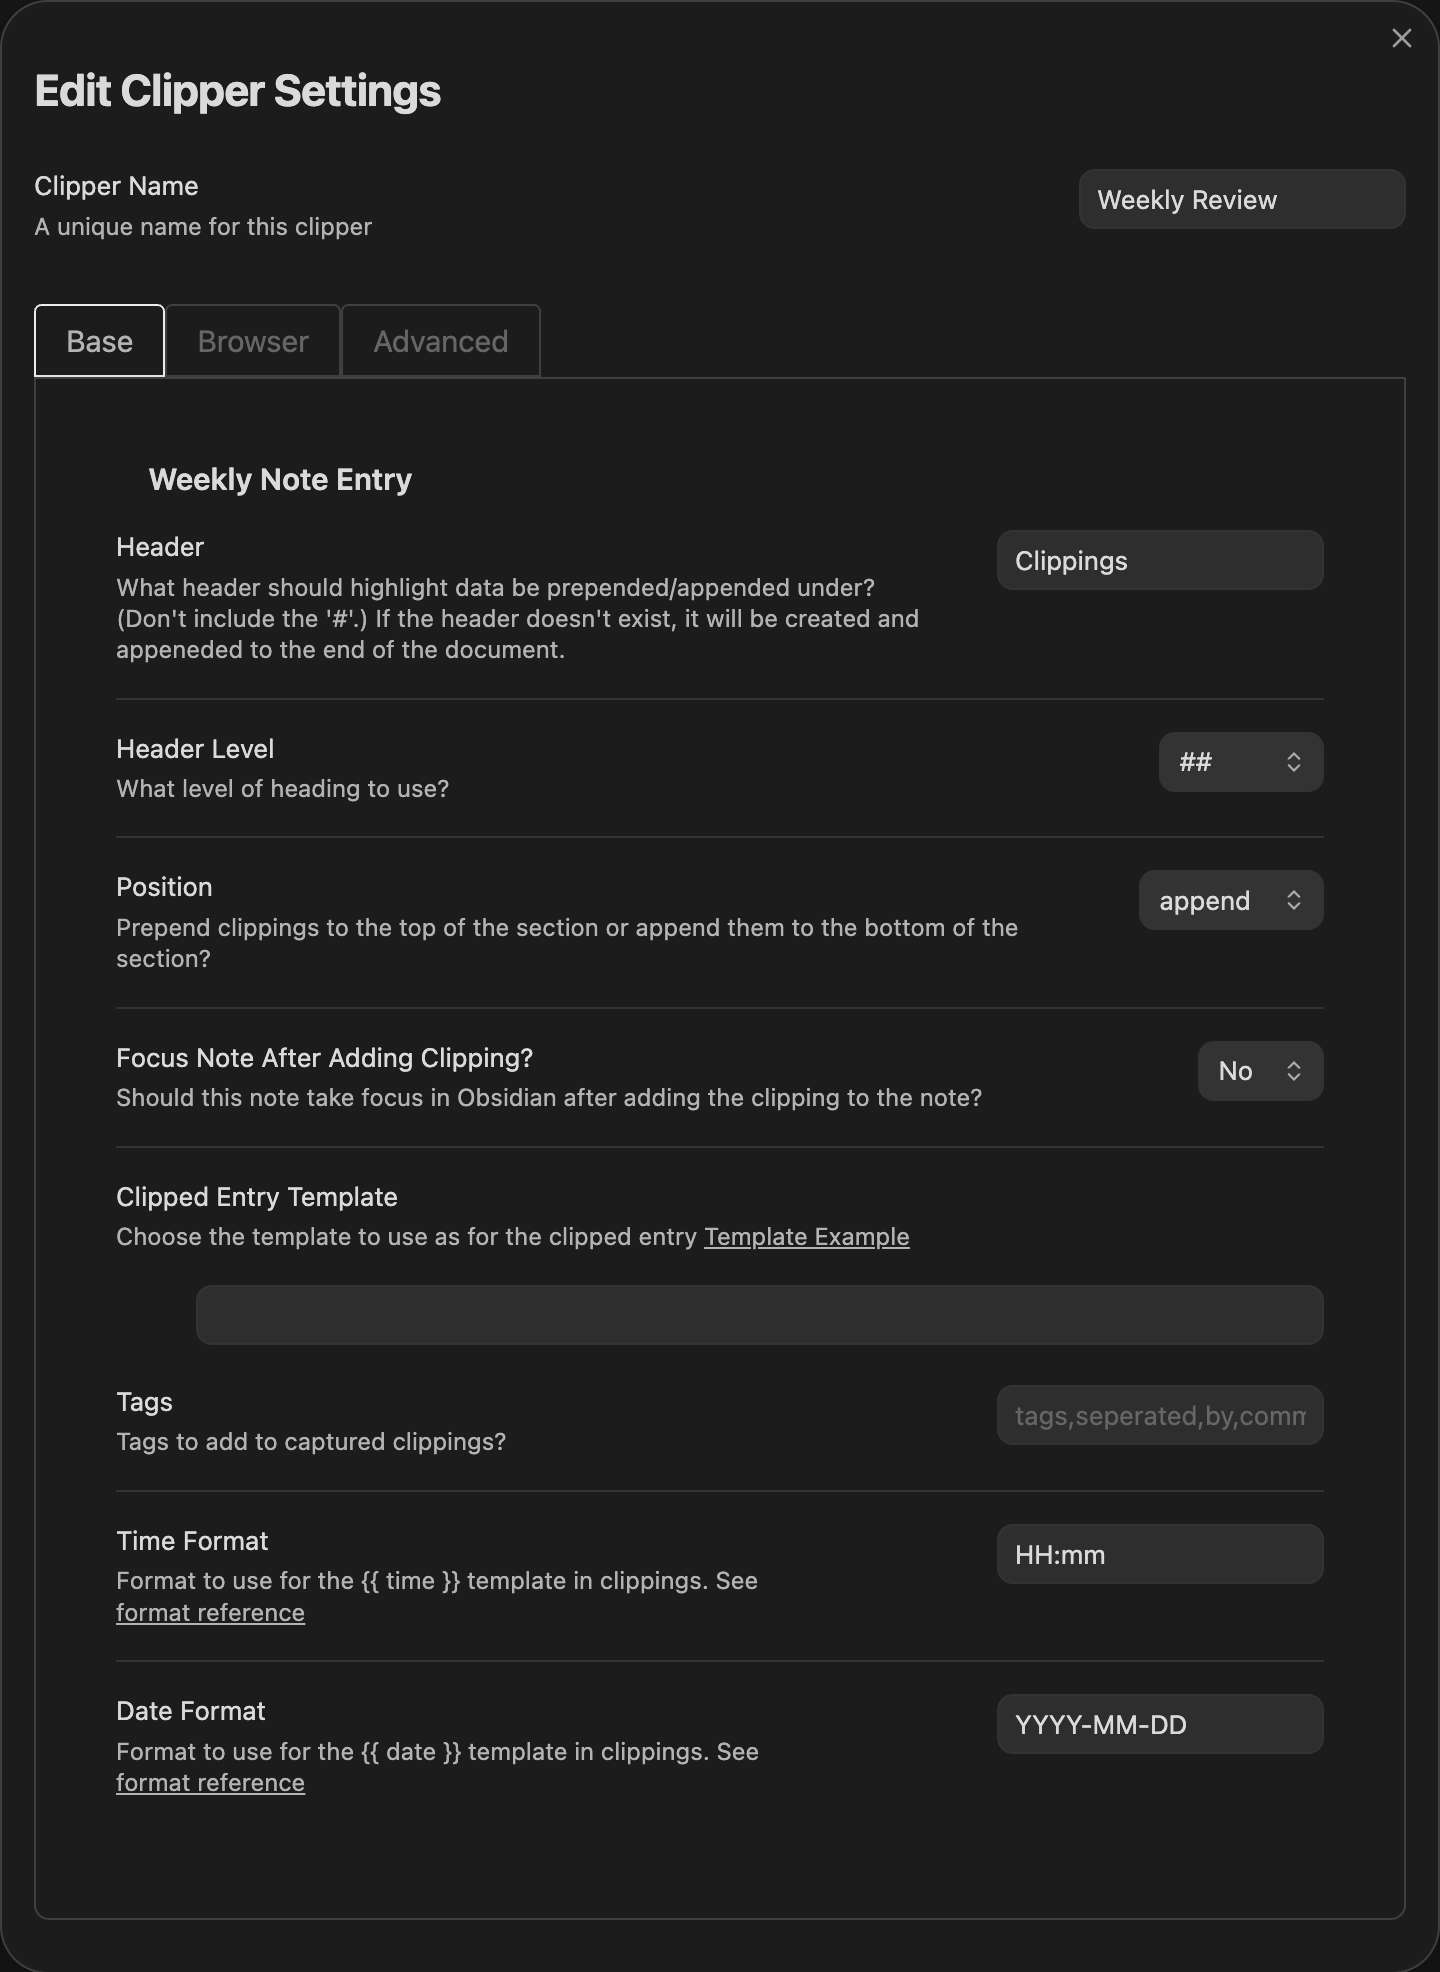 Edit Clipper Settings
Clipper Name
A unique name for this clipper
Weekly Review
Base
Browser
Advanced
Weekly Note Entry
Header
What header should highlight data be prepended/appended under?
(Don't include the '#'.) If the header doesn't exist, it will be created and
appeneded to the end of the document.
Clippings
Header Level
What level of heading to use?
##
Position
Prepend clippings to the top of the section or append them to the bottom of the
section?
append
Focus Note After Adding Clipping?
Should this note take focus in Obsidian after adding the clipping to the note?
No
Clipped Entry Template
Choose the template to use as for the clipped entry Template Example
Tags
Tags to add to captured clippings?
tags,seperated,by,comm
Time Format
Format to use for the {{ time }} template in clippings. See
format reference
HH:mm
Date Format
Format to use for the {{ date }} template in clippings. See
format reference
YYYY-MM-DD